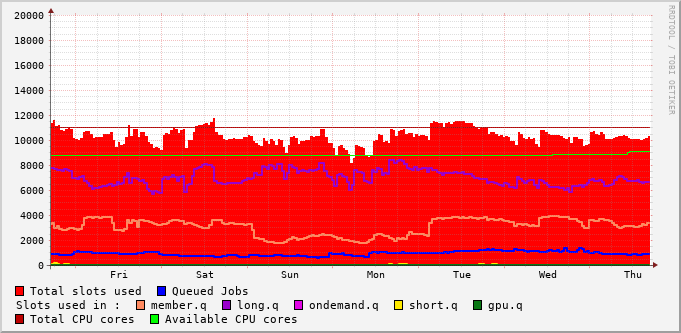 20000
18000
16000
14000
12000
10000
8000
6000
4000
2000
0
Fri Sat Sun Mon Tue Wed Thu
RRDTOOL / TOBI OETIKER
Total slots used Queued Jobs
Slots used in : member.q long.q ondemand.q short.q gpu.q
Total CPU cores Available CPU cores